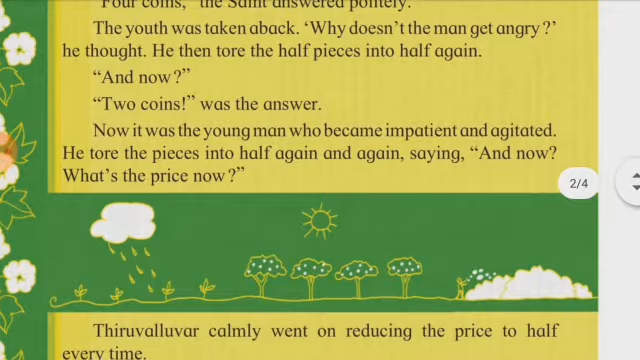 "Four coins," the Saint answered politely.
The youth was taken aback. 'Why doesn't the man get angry?'
he thought. He then tore the half pieces into half again.
"And now?"
"Two coins!" was the answer.
Now it was the young man who became impatient and agitated.
He tore the pieces into half again and again, saying, "And now?
What's the price now?"
2/4
Thiruvalluvar calmly went on reducing the price to half
every time.